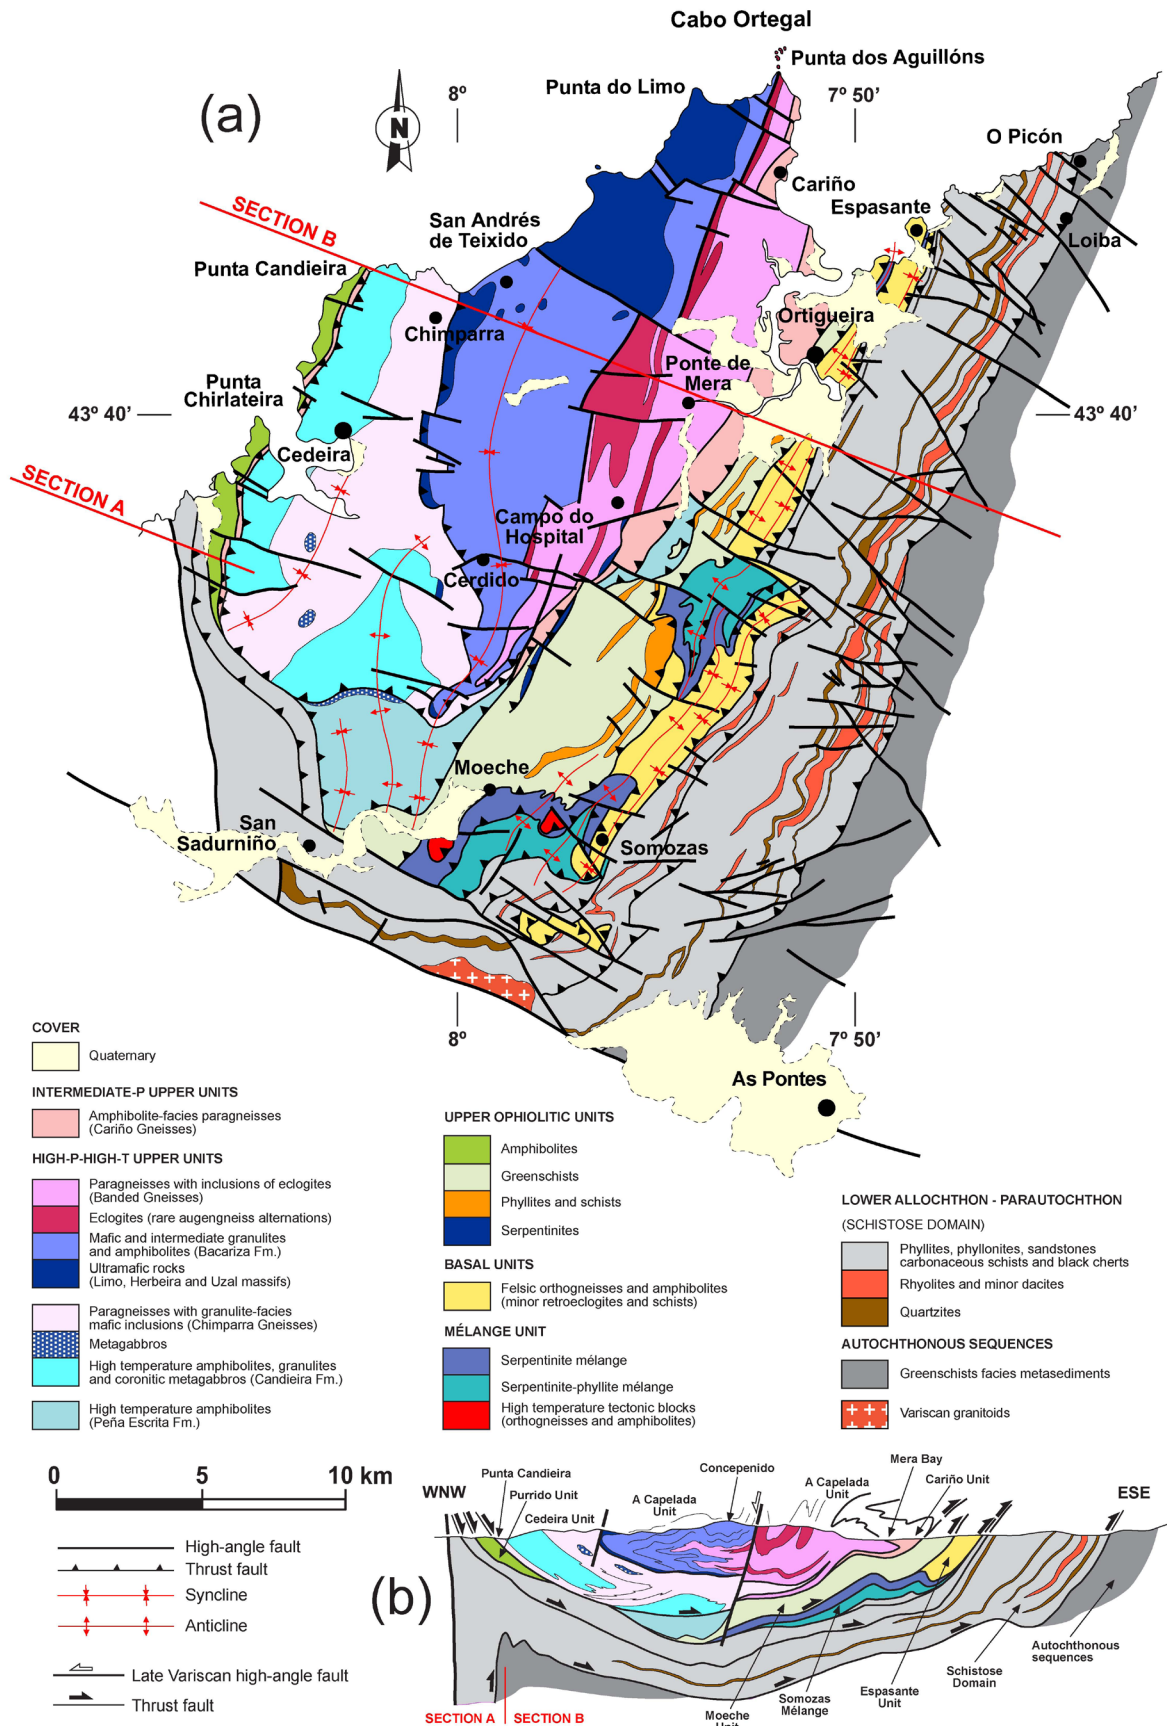 Cabo Ortegal
Punta dos Aguillóns
Punta do Limo
(a)
8º
7º 50’
N
O Picón
Cariño
Espasante
SECTION B
San Andrés
de Teixido
Loiba
Punta Candieira
Chimparra
Ortigueira
Ponte de
Mera
Punta
Chirlateira
43º 40’
43º 40’
Cedeira
SECTION A
Campo do
Hospital
Cerdido
Moeche
San
Sadurniño
Somozas
8º
7º 50’
As Pontes
COVER
Quaternary
INTERMEDIATE-P UPPER UNITS
Amphibolite-facies paragneisses
(Cariño Gneisses)
HIGH-P-HIGH-T UPPER UNITS
Paragneisses with inclusions of eclogites
(Banded Gneisses)
Eclogites (rare augengneiss alternations)
Mafic and intermediate granulites
and amphibolites (Bacariza Fm.)
Ultramafic rocks
(Limo, Herbeira and Uzal massifs)
Paragneisses with granulite-facies
mafic inclusions (Chimparra Gneisses)
Metagabbros
High temperature amphibolites, granulites
and coronitic metagabbros (Candieira Fm.)
High temperature amphibolites
(Peña Escrita Fm.)
UPPER OPHIOLITIC UNITS
Amphibolites
Greenschists
Phyllites and schists
Serpentinites
BASAL UNITS
Felsic orthogneisses and amphibolites
(minor retroeclogites and schists)
MÉLANGE UNIT
Serpentinite mélange
Serpentinite-phyllite mélange
High temperature tectonic blocks
(orthogneisses and amphibolites)
LOWER ALLOCHTHON - PARAUTOCHTHON
(SCHISTOSE DOMAIN)
Phyllites, phyllonites, sandstones
carbonaceous schists and black cherts
Rhyolites and minor dacites
Quartzites
AUTOCHTHONOUS SEQUENCES
Greenschists facies metasediments
Variscan granitoids
0 5 10 km
High-angle fault
Thrust fault
Syncline
Anticline
Late Variscan high-angle fault
Thrust fault
(b)
WNW
ESE
Punta Candieira
Purrido Unit
Cedeira Unit
A Capelada
Unit
Concepenido
A Capelada
Unit
Mera Bay
Cariño Unit
Autochthonous
sequences
Schistose
Domain
Espasante
Unit
Somozas
Mélange
Moeche
Unit
SECTION A
SECTION B